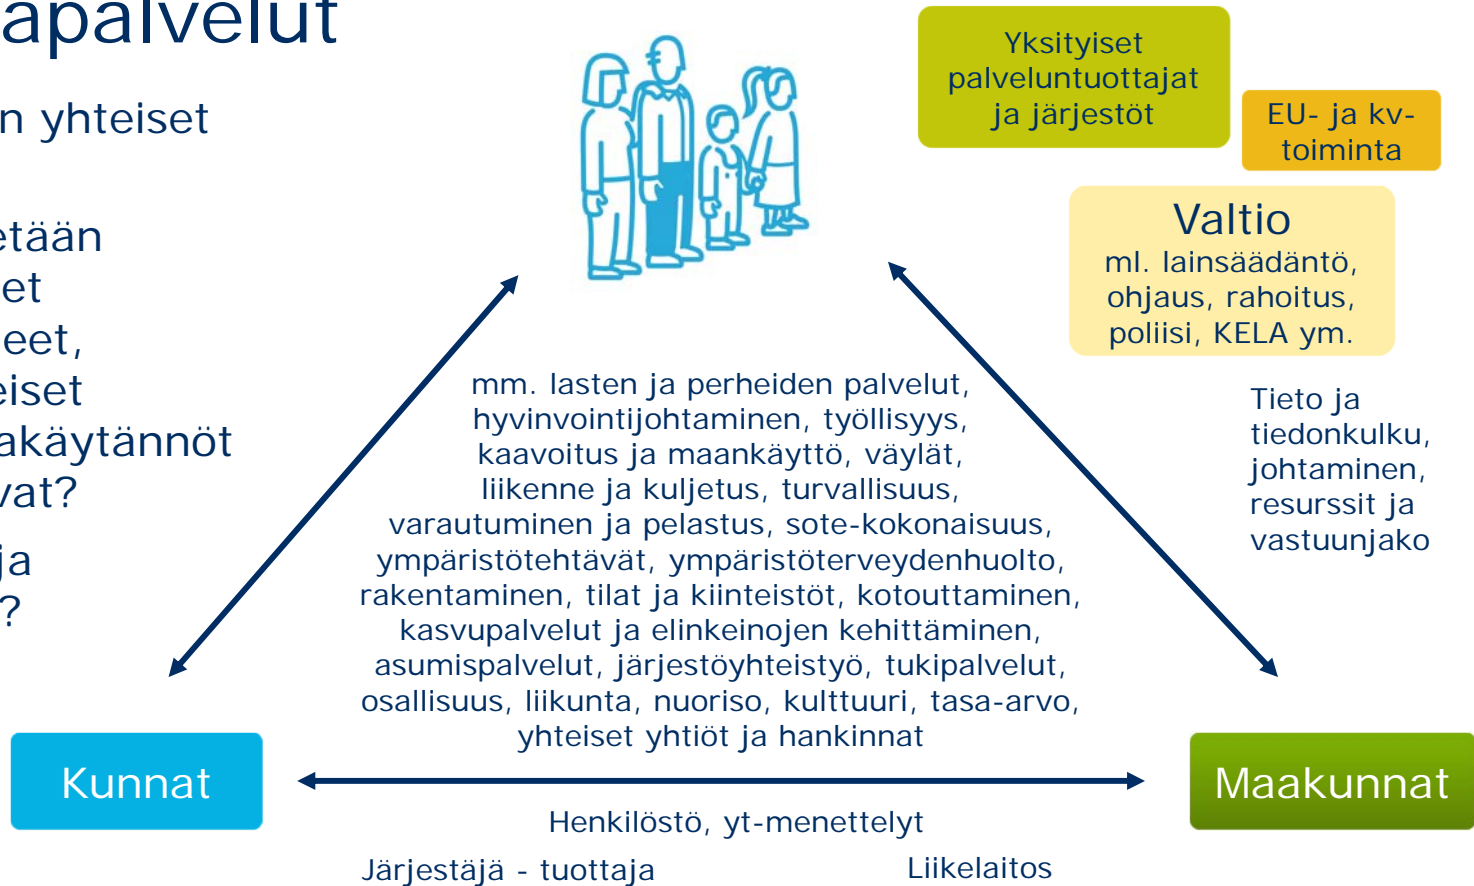 apalvelut
n yhteiset
etään
et
eet,
eiset
akäytännöt
vat?
ja
?
Yksityiset
palveluntuottajat
ja järjestöt
EU- ja kv-
toiminta
Valtio
ml. lainsäädäntö,
ohjaus, rahoitus,
poliisi, KELA ym.
Tieto ja
tiedonkulku,
johtaminen,
resurssit ja
vastuunjako
mm. lasten ja perheiden palvelut,
hyvinvointijohtaminen, työllisyys,
kaavoitus ja maankäyttö, väylät,
liikenne ja kuljetus, turvallisuus,
varautuminen ja pelastus, sote-kokonaisuus,
ympäristötehtävät, ympäristöterveydenhuolto,
rakentaminen, tilat ja kiinteistöt, kotouttaminen,
kasvupalvelut ja elinkeinojen kehittäminen,
asumispalvelut, järjestöyhteistyö, tukipalvelut,
osallisuus, liikunta, nuoriso, kulttuuri, tasa-arvo,
yhteiset yhtiöt ja hankinnat
Kunnat
Maakunnat
Henkilöstö, yt-menettelyt
Järjestäjä - tuottaja
Liikelaitos